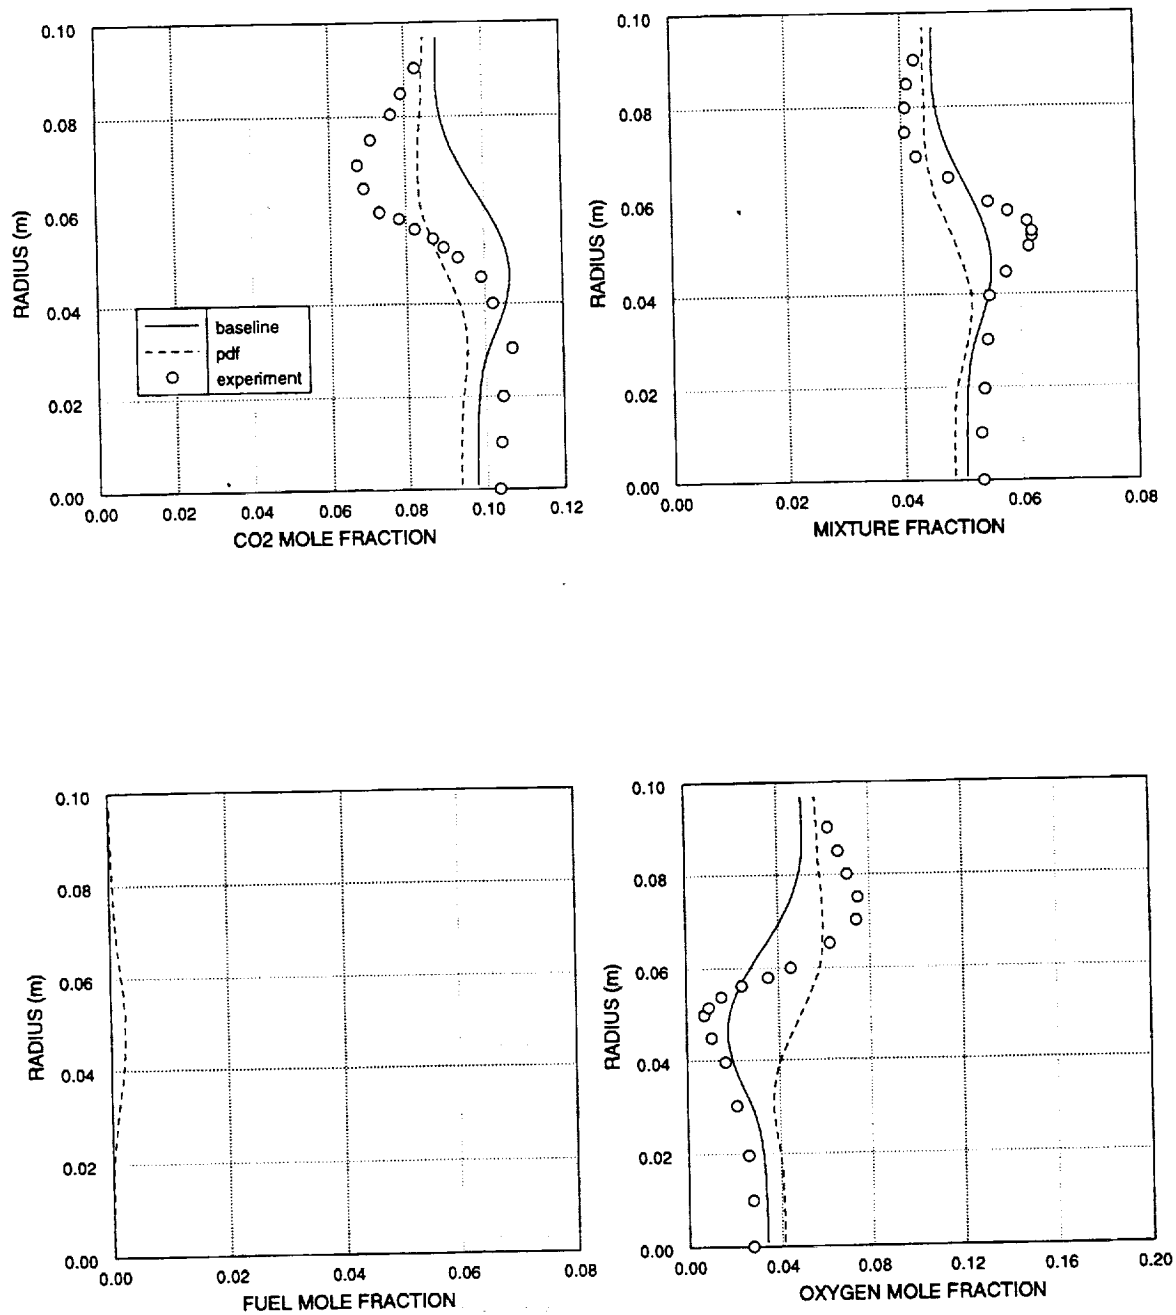 0.10
0.08
0.06
0.04
0.02
0.00
RADIUS (m)
baseline
pdf
experiment
0.00 0.02 0.04 0.06 0.08 0.10 0.12
CO2 MOLE FRACTION
0.10
0.08
0.06
0.04
0.02
0.00
RADIUS (m)
0.00 0.02 0.04 0.06 0.08
MIXTURE FRACTION
0.10
0.08
0.06
0.04
0.02
0.00
RADIUS (m)
0.00 0.02 0.04 0.06 0.08
FUEL MOLE FRACTION
0.10
0.08
0.06
0.04
0.02
0.00
RADIUS (m)
0.00 0.04 0.08 0.12 0.16 0.20
OXYGEN MOLE FRACTION